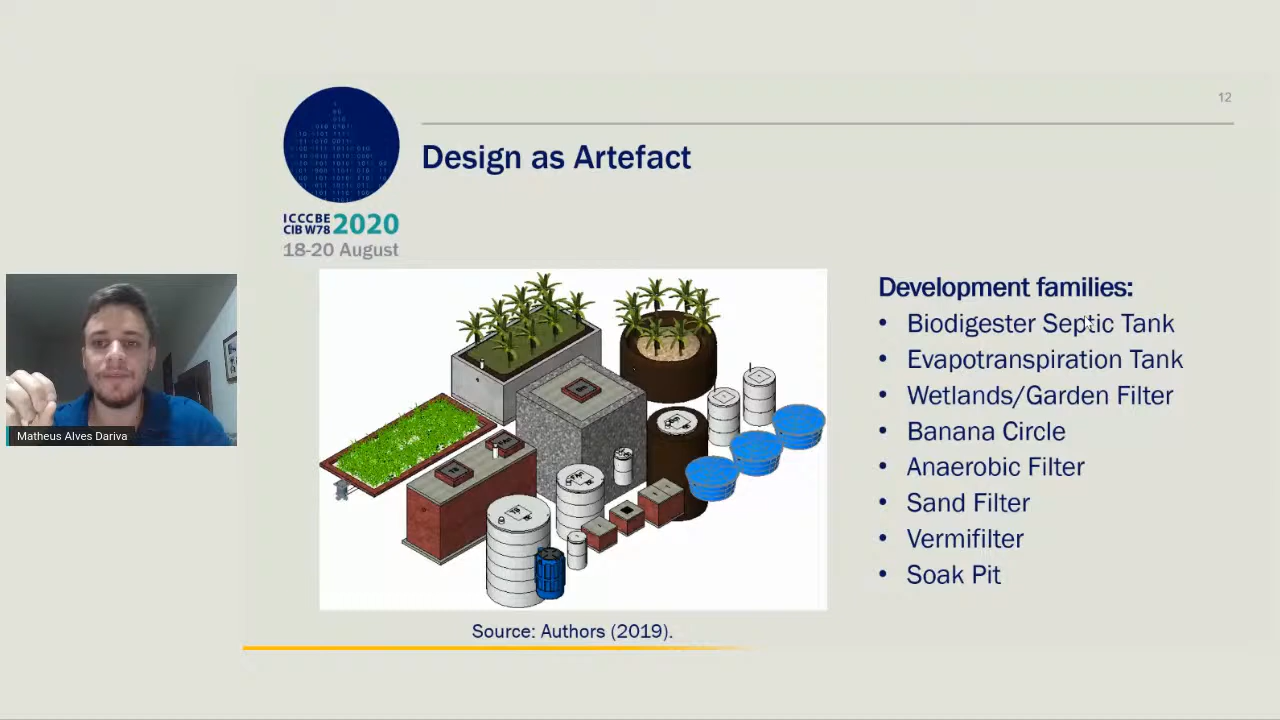 12
Design as Artefact
ICCCBE
CIB W78 2020
18-20 August
Development families:
• Biodigester Septic Tank
• Evapotranspiration Tank
• Wetlands/Garden Filter
• Banana Circle
• Anaerobic Filter
• Sand Filter
• Vermifilter
• Soak Pit
Matheus Alves Dariva
Source: Authors (2019).